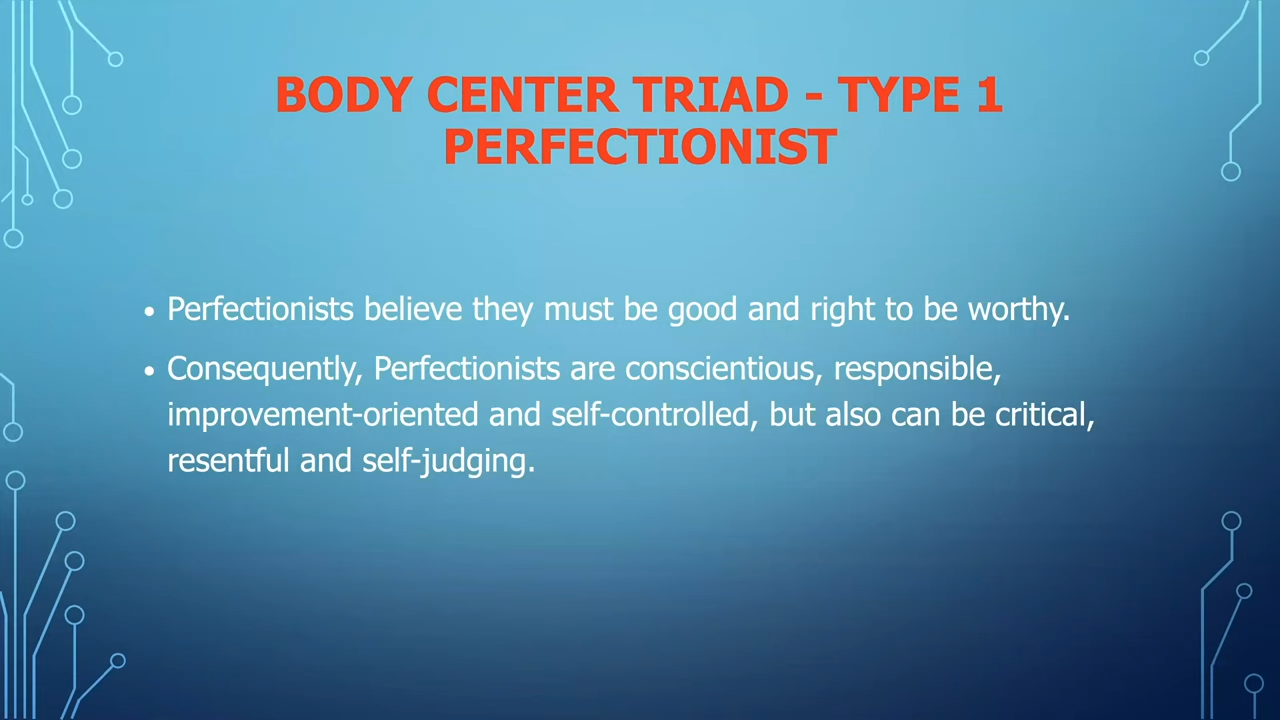 BODY CENTER TRIAD - TYPE 1
PERFECTIONIST
• Perfectionists believe they must be good and right to be worthy.
• Consequently, Perfectionists are conscientious, responsible,
improvement-oriented and self-controlled, but also can be critical,
resentful and self-judging.